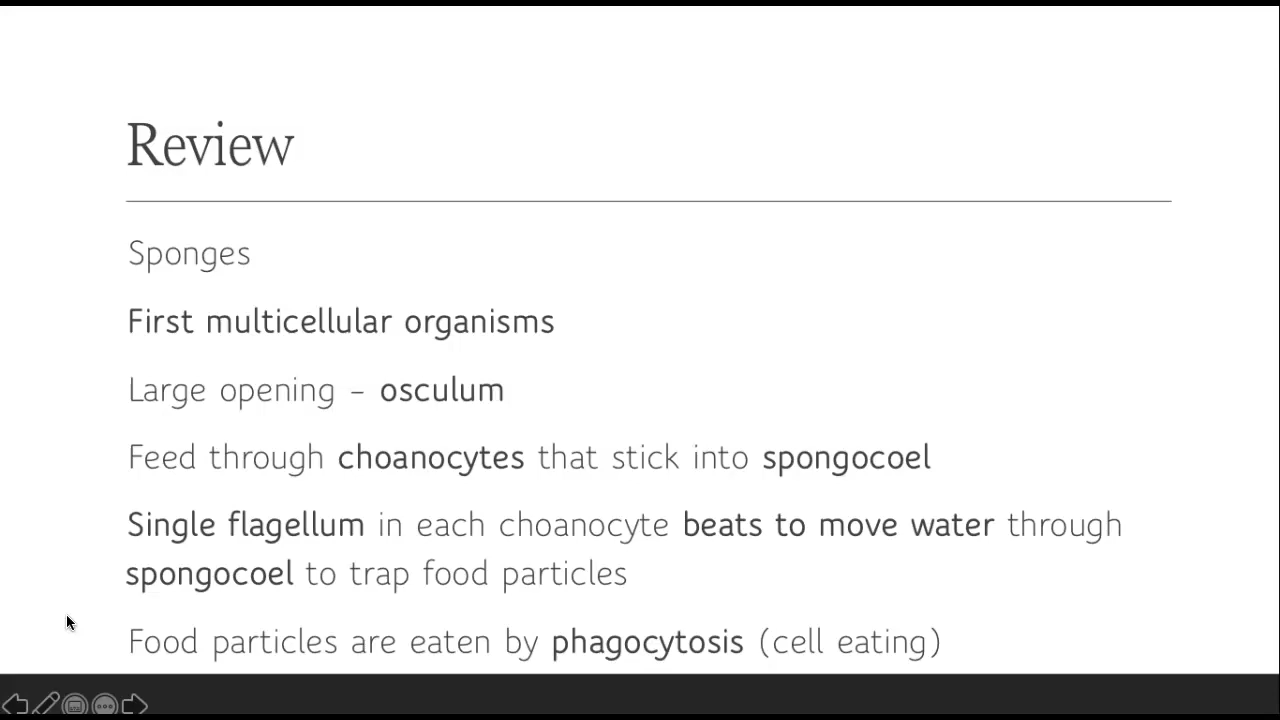 Review
Sponges
First multicellular organisms
Large opening – osculum
Feed through choanocytes that stick into spongocoel
Single flagellum in each choanocyte beats to move water through
spongocoel to trap food particles
Food particles are eaten by phagocytosis (cell eating)